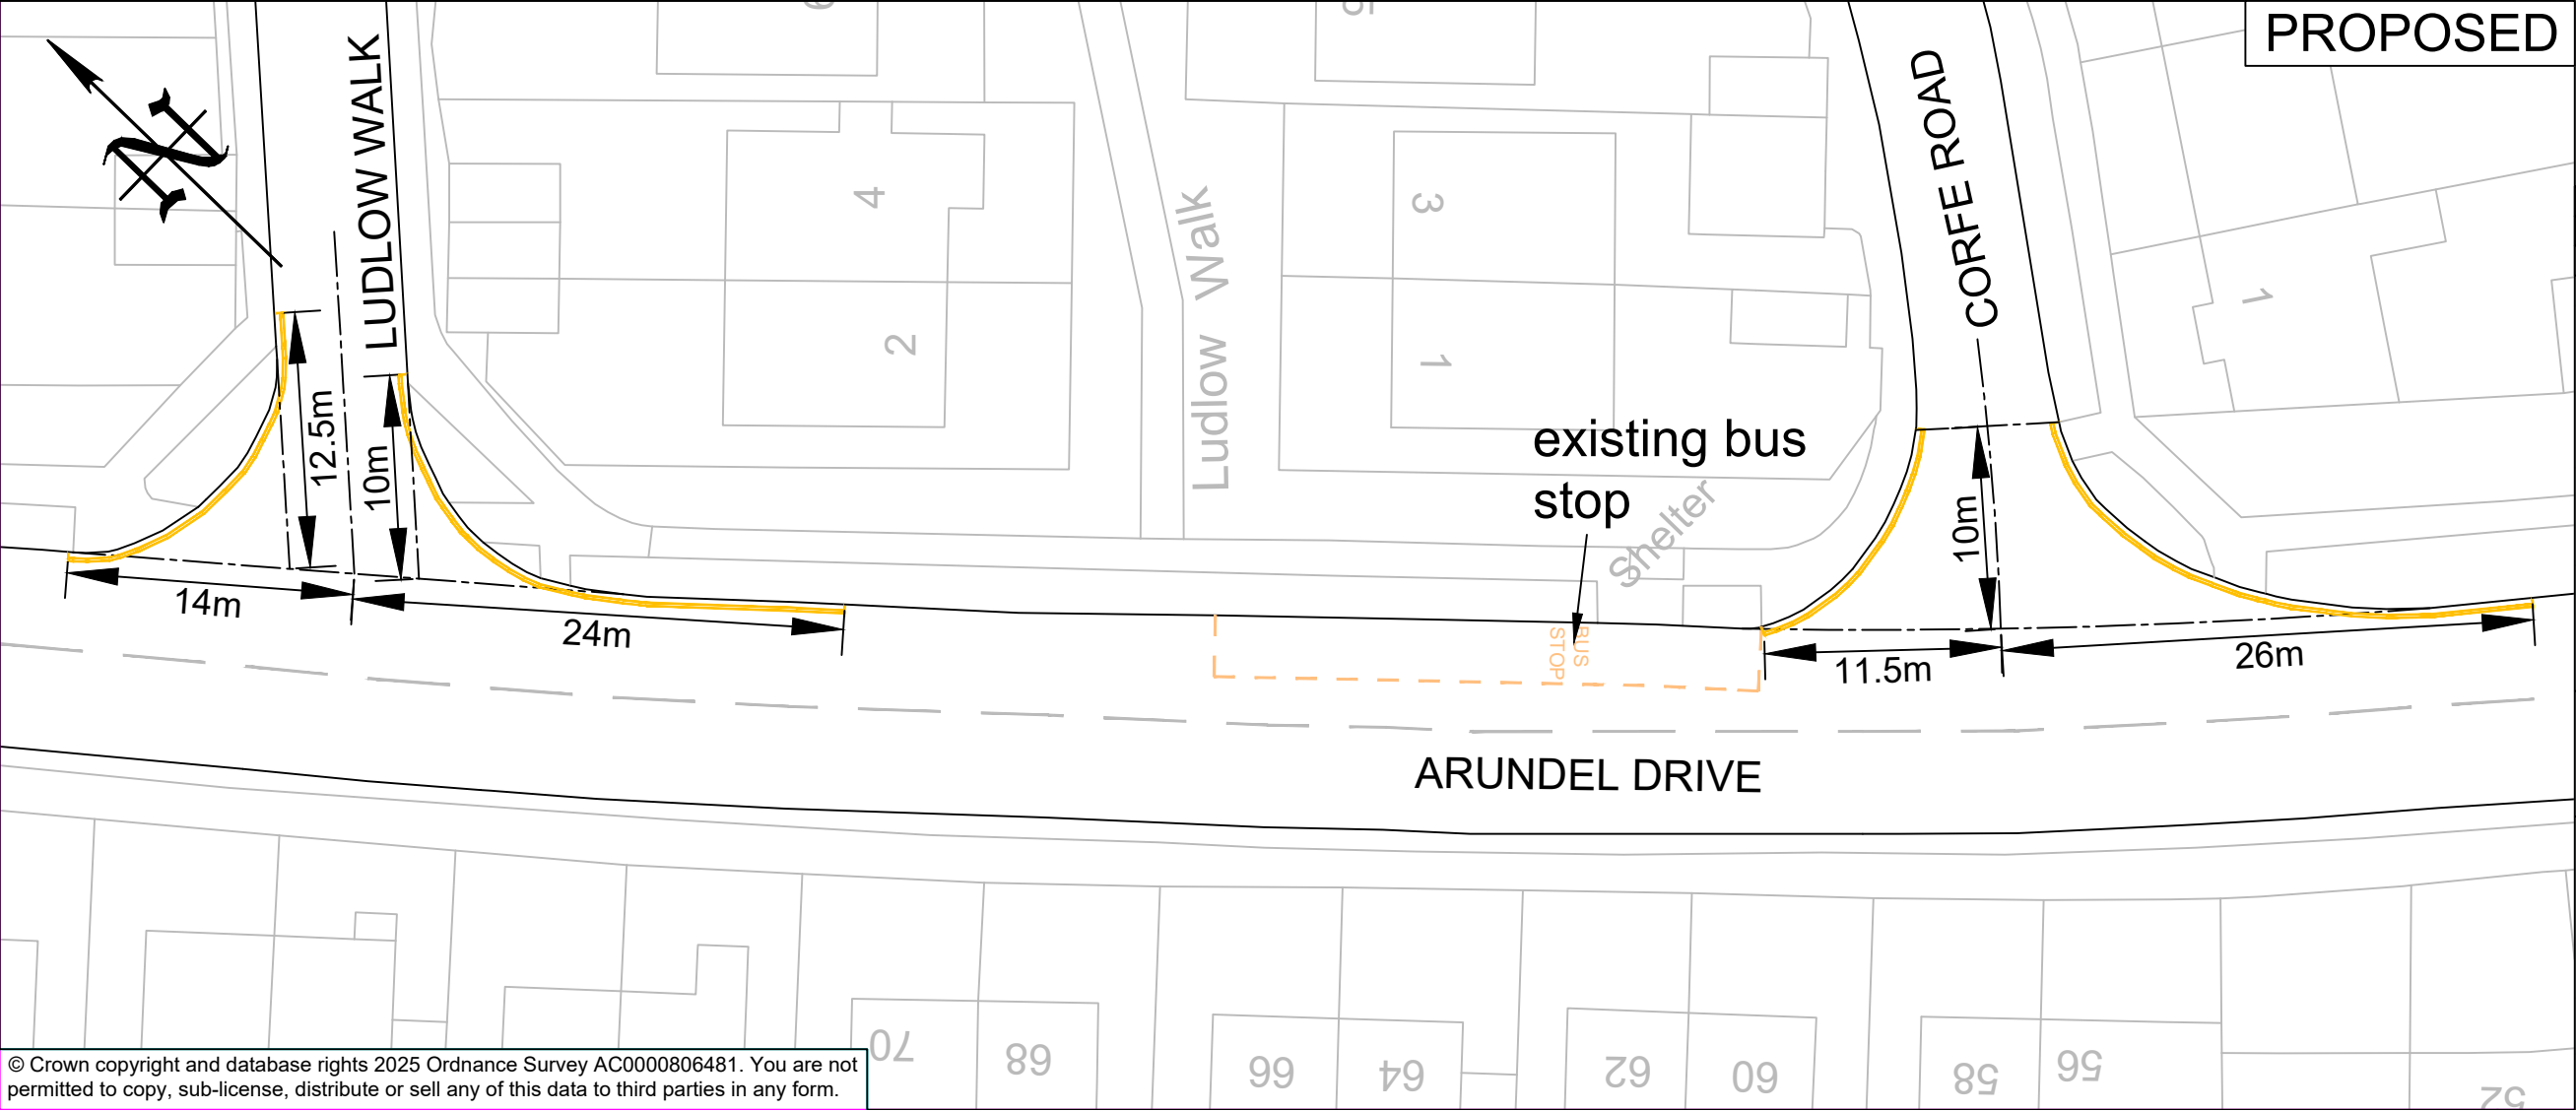 PROPOSED
N
LUDLOW WALK
CORFE ROAD
4
3
2
1
1
Ludlow Walk
12.5m
10m
existing bus
stop
Shelter
10m
14m
24m
BUS
STOP
11.5m
26m
ARUNDEL DRIVE
70
68
66
64
62
60
58
56
52
© Crown copyright and database rights 2025 Ordnance Survey AC0000806481. You are not
permitted to copy, sub-license, distribute or sell any of this data to third parties in any form.